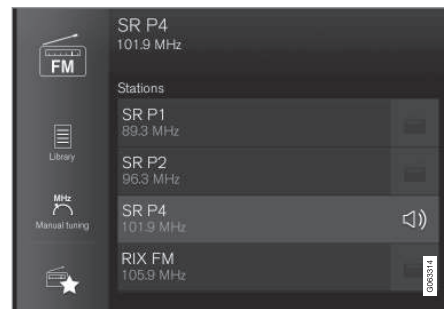 SR P4
101.9 MHz
FM
Stations
SR P1
89.3 MHz
Library
SR P2
96.3 MHz
MHz
Manual tuning
SR P4
101.9 MHz
RIX FM
105.9 MHz
G063314